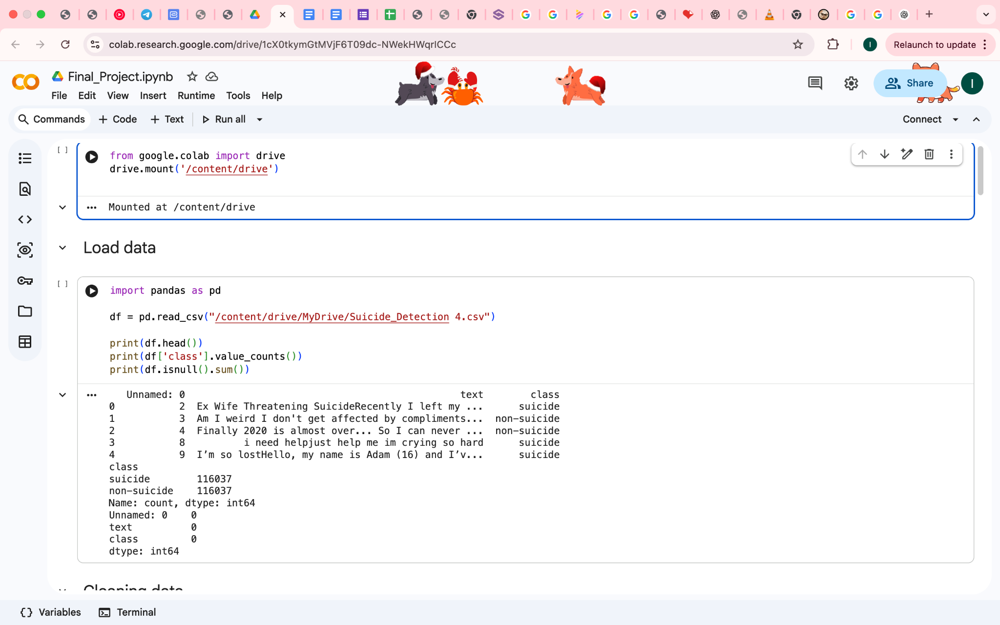 colab.research.google.com/drive/1cX0tkymGtMVjF6T09dc-NWekHWqrICCc
Relaunch to update
Final_Project.ipynb
File Edit View Insert Runtime Tools Help
Share
I
Commands + Code + Text Run all
Connect
[ ]
from google.colab import drive
drive.mount('/content/drive')
Mounted at /content/drive
Load data
[ ]
import pandas as pd
df = pd.read_csv("/content/drive/MyDrive/Suicide_Detection 4.csv")
print(df.head())
print(df['class'].value_counts())
print(df.isnull().sum())
Unnamed: 0 text class
0 2 Ex Wife Threatening SuicideRecently I left my ... suicide
1 3 Am I weird I don't get affected by compliments... non-suicide
2 4 Finally 2020 is almost over... So I can never ... non-suicide
3 8 i need helpjust help me im crying so hard suicide
4 9 I’m so lostHello, my name is Adam (16) and I’v... suicide
class
suicide 116037
non-suicide 116037
Name: count, dtype: int64
Unnamed: 0 0
text 0
class 0
dtype: int64
Cleaning data
Variables Terminal